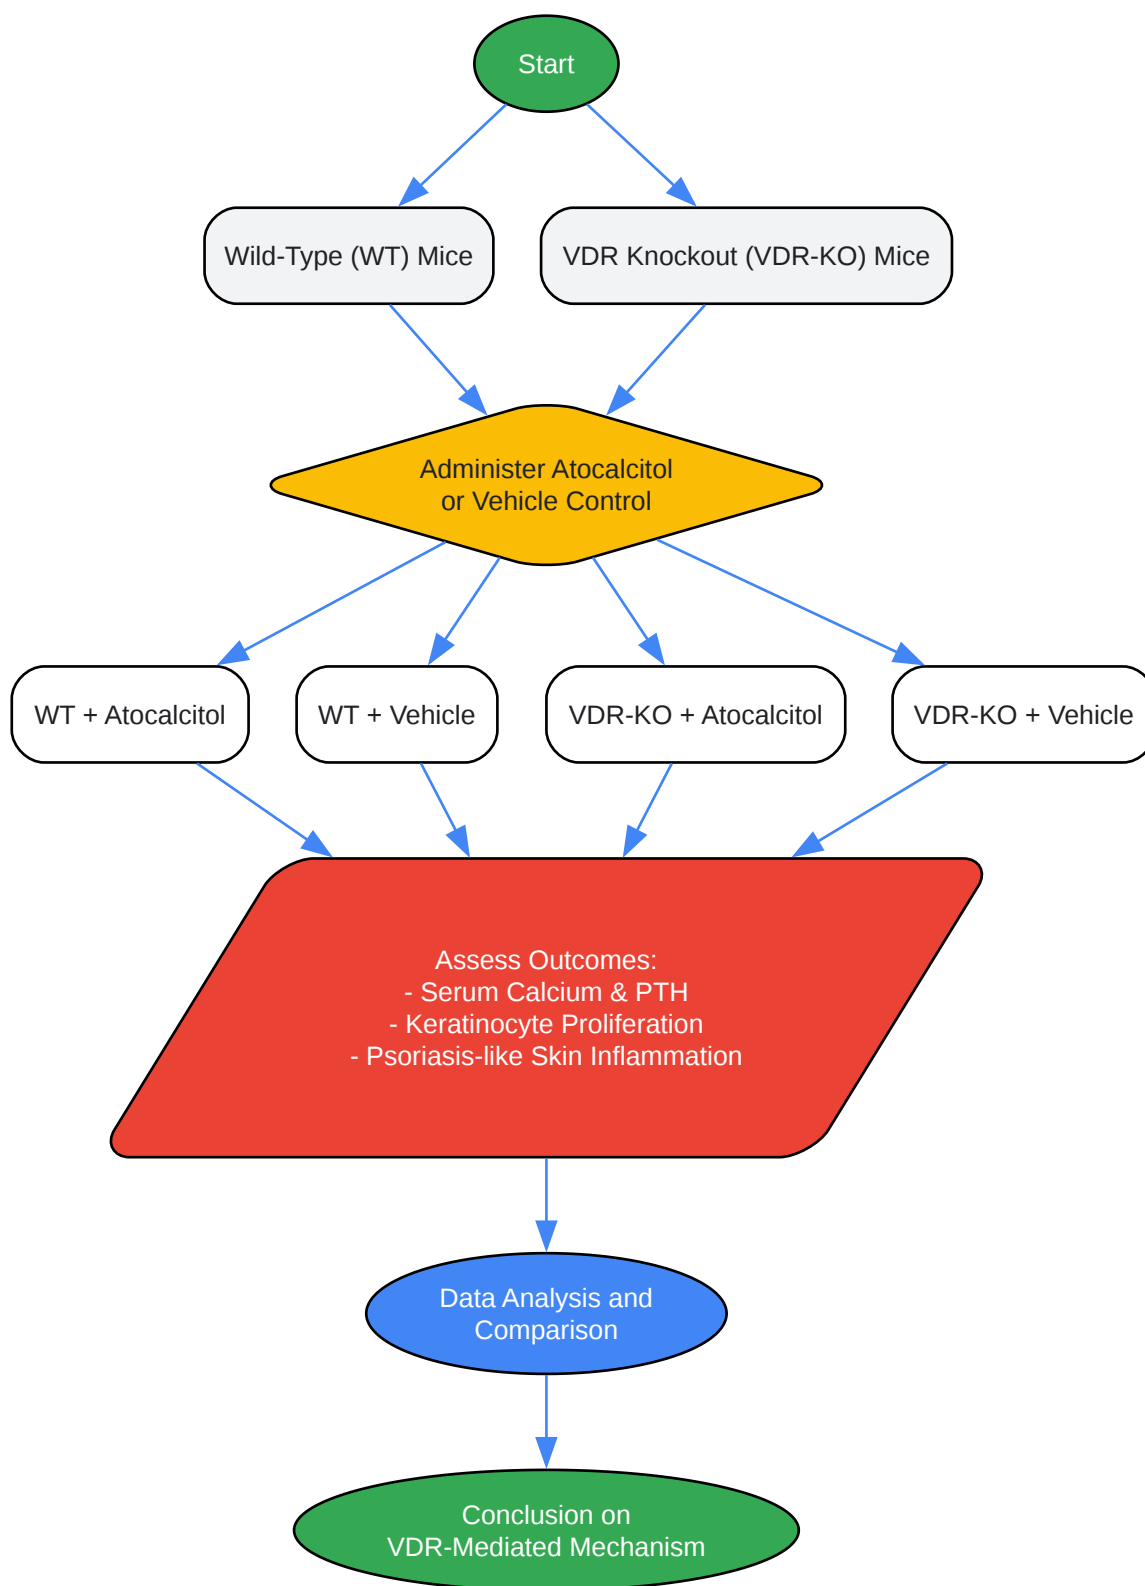 Start
Wild-Type (WT) Mice
VDR Knockout (VDR-KO) Mice
Administer Atocalcitol
or Vehicle Control
WT + Atocalcitol
WT + Vehicle
VDR-KO + Atocalcitol
VDR-KO + Vehicle
Assess Outcomes:
- Serum Calcium & PTH
- Keratinocyte Proliferation
- Psoriasis-like Skin Inflammation
Data Analysis and
Comparison
Conclusion on
VDR-Mediated Mechanism